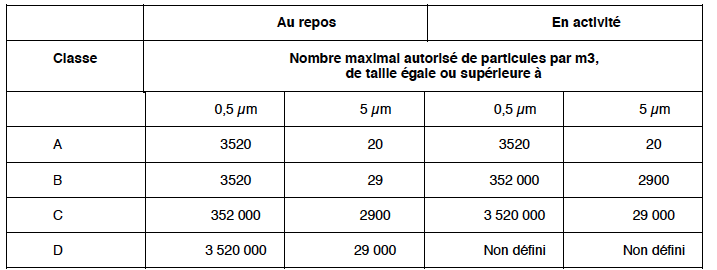 Au repos En activité
Classe Nombre maximal autorisé de particules par m3,
de taille égale ou supérieure à
0,5 µm 5 µm 0,5 µm 5 µm
A 3520 20 3520 20
B 3520 29 352 000 2900
C 352 000 2900 3 520 000 29 000
D 3 520 000 29 000 Non défini Non défini